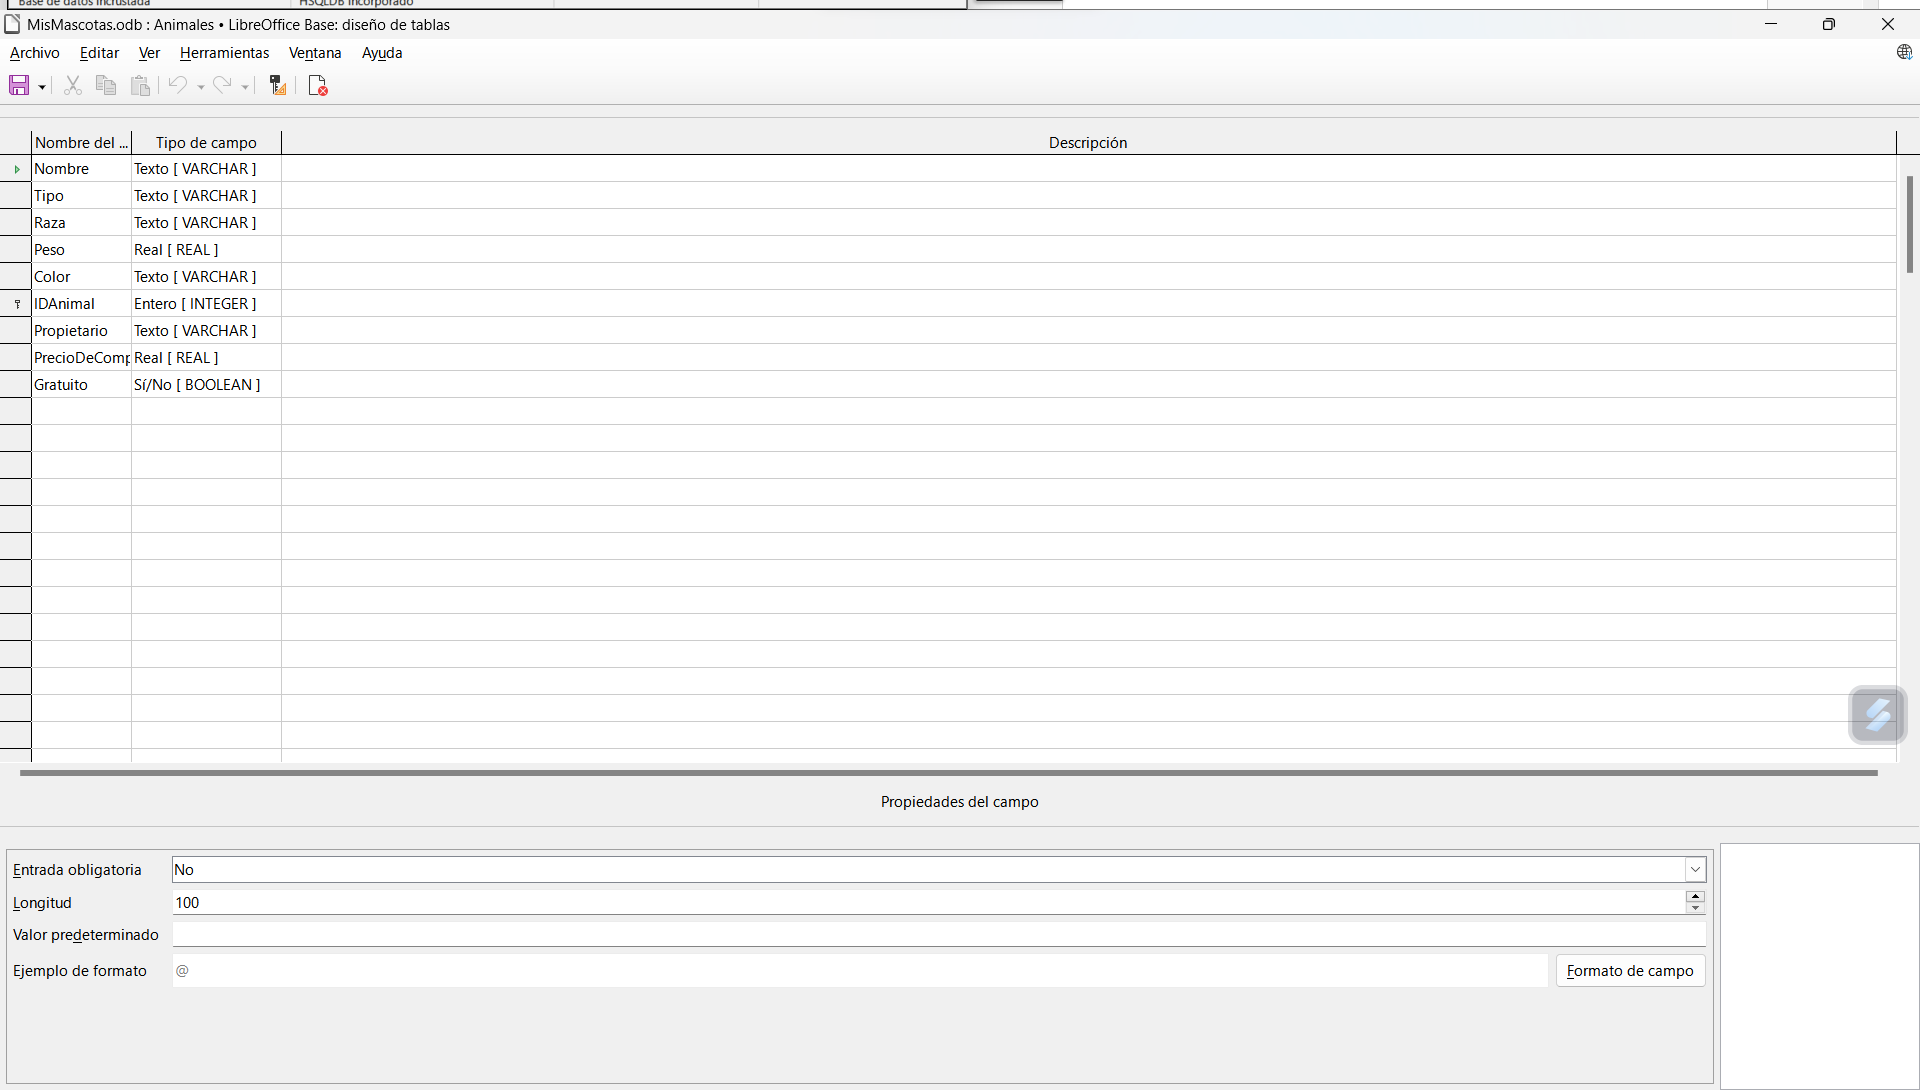 Base de datos incrustada HSQLDB incorporado
MisMascotas.odb : Animales • LibreOffice Base: diseño de tablas
Archivo Editar Ver Herramientas Ventana Ayuda
Nombre del ... Tipo de campo Descripción
Nombre Texto [ VARCHAR ]
Tipo Texto [ VARCHAR ]
Raza Texto [ VARCHAR ]
Peso Real [ REAL ]
Color Texto [ VARCHAR ]
IDAnimal Entero [ INTEGER ]
Propietario Texto [ VARCHAR ]
PrecioDeComp Real [ REAL ]
Gratuito Sí/No [ BOOLEAN ]
Propiedades del campo
Entrada obligatoria No
Longitud 100
Valor predeterminado
Ejemplo de formato @ Formato de campo